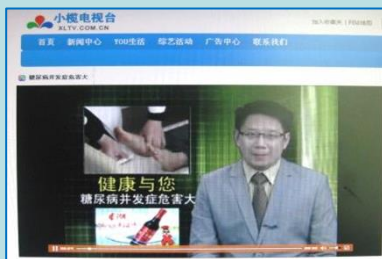 小榄电视台
XLTV.COM.CN
首页 新闻中心 TOD生活 综艺活动 广告中心 联系我们
糖尿病并发症危害大
健康与您
糖尿病并发症危害大